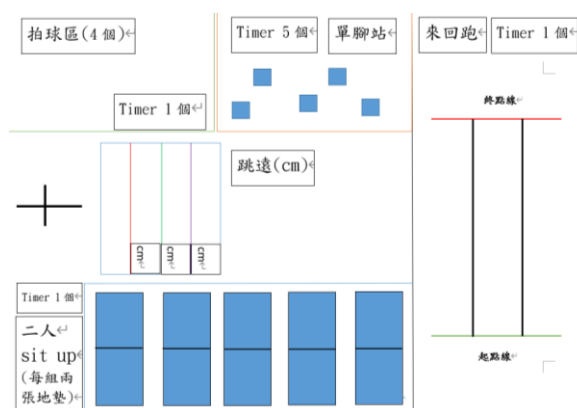 拍球區(4 個)
Timer 1 個
Timer 5 個
單腳站
來回跑
Timer 1 個
終點線
跳遠(cm)
cm
cm
cm
Timer 1 個
二人
sit up
(每組兩
張地墊)
起點線